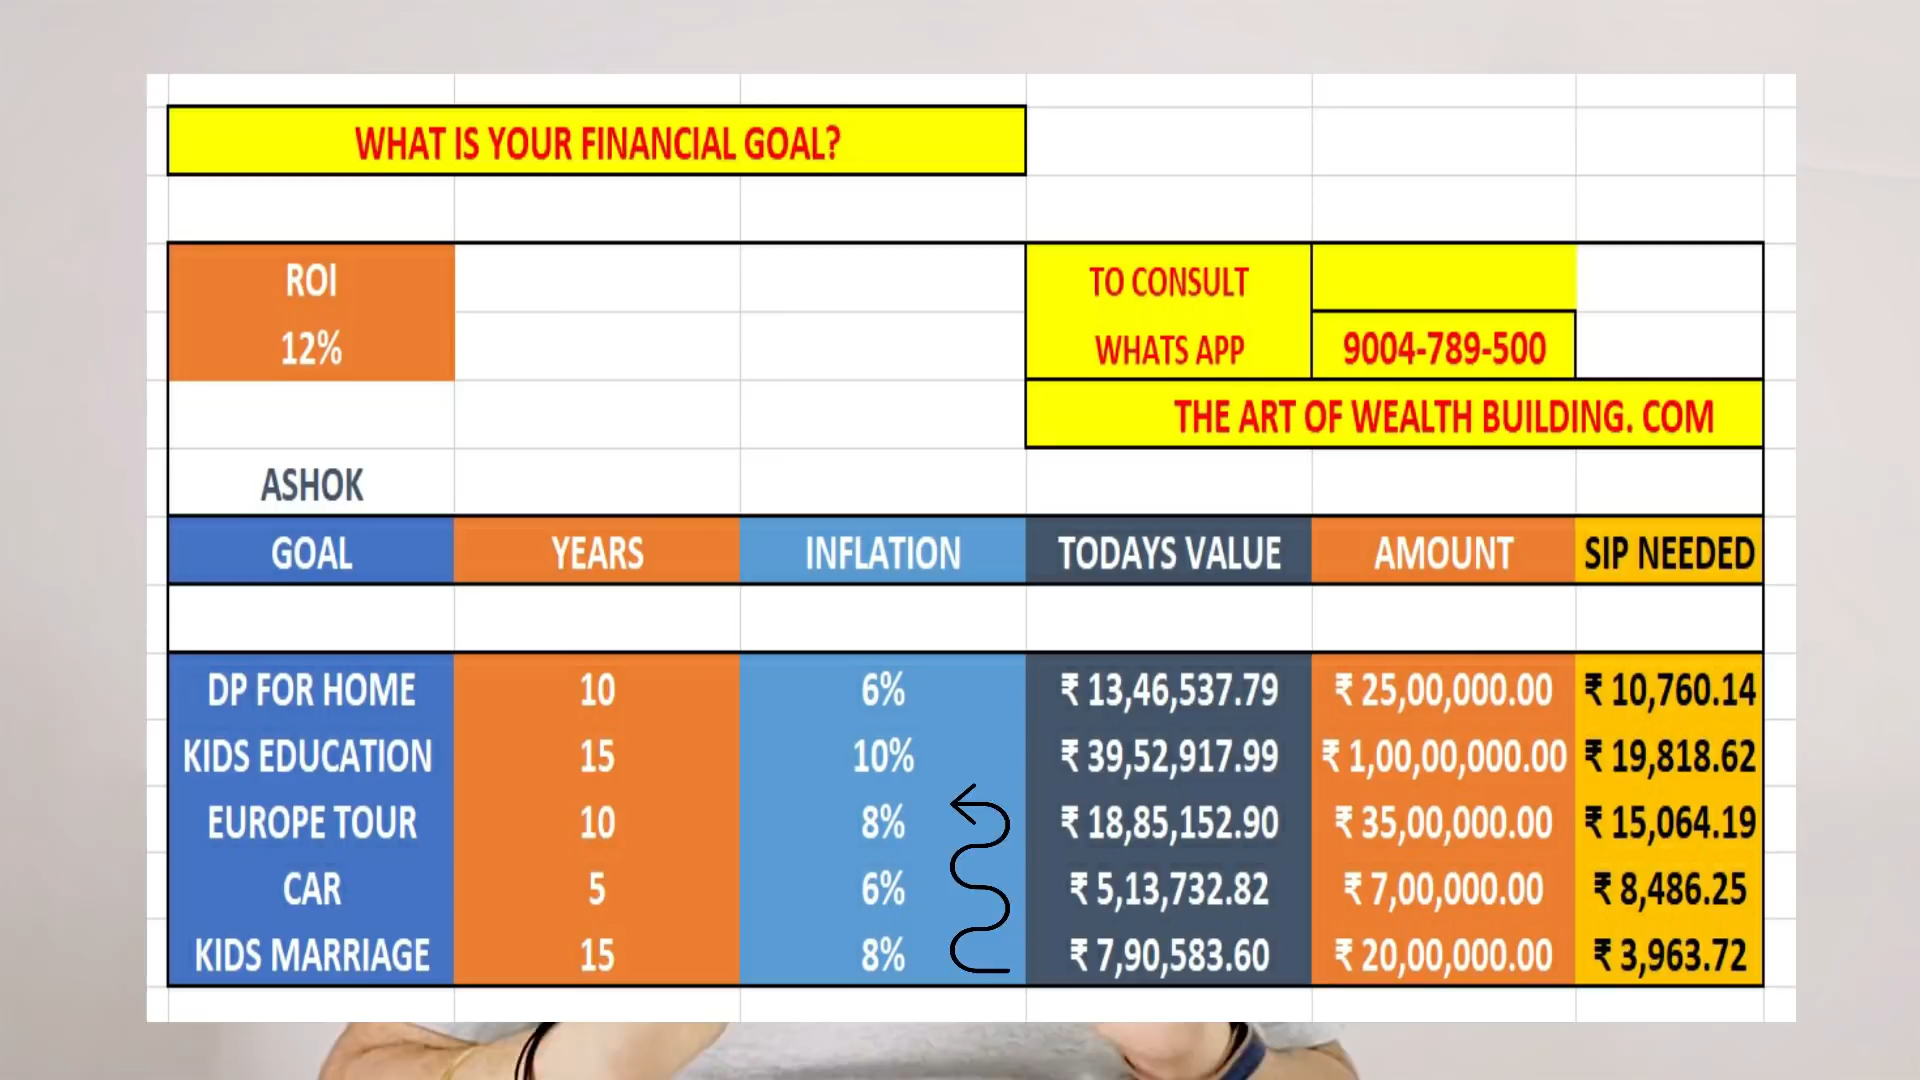 WHAT IS YOUR FINANCIAL GOAL?
ROI
12%
TO CONSULT
WHATS APP 9004-789-500
THE ART OF WEALTH BUILDING. COM
ASHOK
GOAL YEARS INFLATION TODAYS VALUE AMOUNT SIP NEEDED
DP FOR HOME 10 6% ₹ 13,46,537.79 ₹ 25,00,000.00 ₹ 10,760.14
KIDS EDUCATION 15 10% ₹ 39,52,917.99 ₹ 1,00,00,000.00 ₹ 19,818.62
EUROPE TOUR 10 8% ₹ 18,85,152.90 ₹ 35,00,000.00 ₹ 15,064.19
CAR 5 6% ₹ 5,13,732.82 ₹ 7,00,000.00 ₹ 8,486.25
KIDS MARRIAGE 15 8% ₹ 7,90,583.60 ₹ 20,00,000.00 ₹ 3,963.72